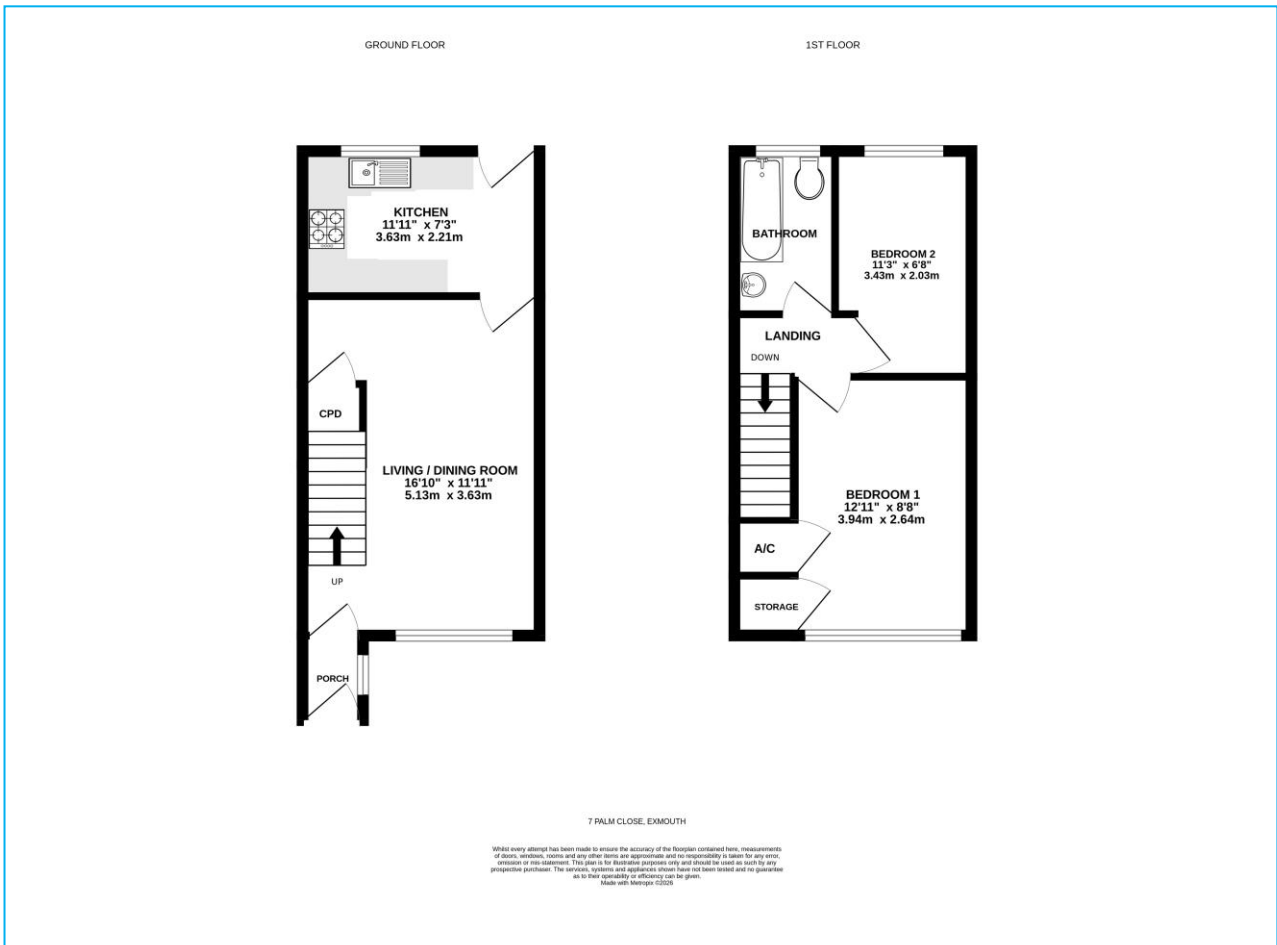 GROUND FLOOR
KITCHEN
11'11" x 7'3"
3.63m x 2.21m
CPD
LIVING / DINING ROOM
16'10" x 11'11"
5.13m x 3.63m
UP
PORCH
1ST FLOOR
BATHROOM
BEDROOM 2
11'3" x 6'8"
3.43m x 2.03m
LANDING
DOWN
BEDROOM 1
12'11" x 8'8"
3.94m x 2.64m
A/C
STORAGE
7 PALM CLOSE, EXMOUTH
Whilst every attempt has been made to ensure the accuracy of the floorplan contained here, measurements
of doors, windows, rooms and any other items are approximate and no responsibility is taken for any error,
omission or mis-statement. This plan is for illustrative purposes only and should be used as such by any
prospective purchaser. The services, systems and appliances shown have not been tested and no guarantee
as to their operability or efficiency can be given.
Made with Metropix ©2026